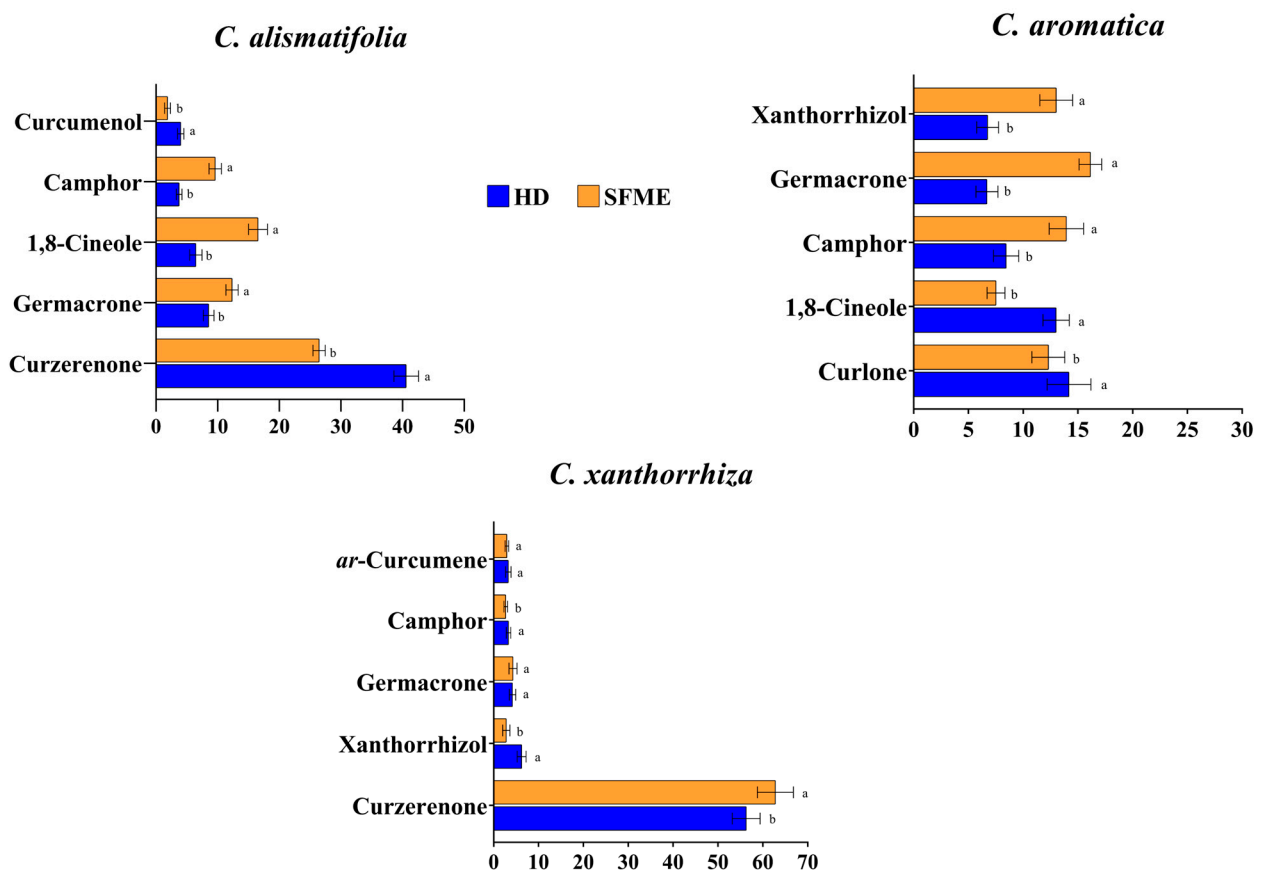 C. alismatifolia
Curcumenol
b
a
Camphor
a
b
1,8-Cineole
a
b
Germacrone
a
b
Curzerenone
b
a
0 10 20 30 40 50
HD SFME
C. aromatica
Xanthorrhizol
a
b
Germacrone
a
b
Camphor
a
b
1,8-Cineole
b
a
Curlone
b
a
0 5 10 15 20 25 30
C. xanthorrhiza
ar-Curcumene
a
a
Camphor
b
a
Germacrone
a
a
Xanthorrhizol
b
a
Curzerenone
a
b
0 10 20 30 40 50 60 70